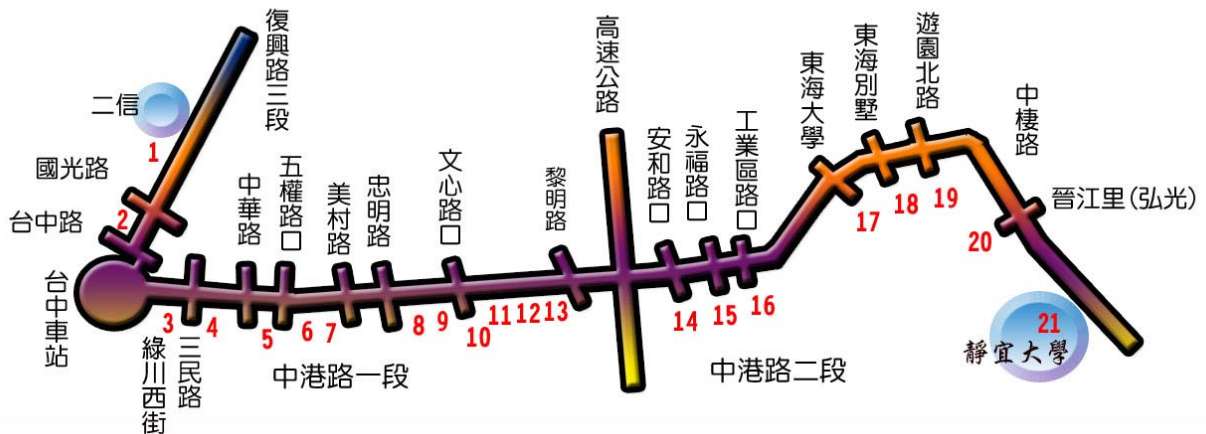 復興路三段
二信
1
國光路
2
台中路
台中車站
3
綠川西街
三民路
4
中華路
5
五權路口
6
美村路
7
忠明路
中港路一段
8
9
文心路口
10
11
12
13
黎明路
高速公路
安和路口
14
永福路口
15
工業區路口
16
中港路二段
東海大學
17
東海別墅
18
遊園北路
19
中棲路
20
晉江里(弘光)
21
靜宜大學